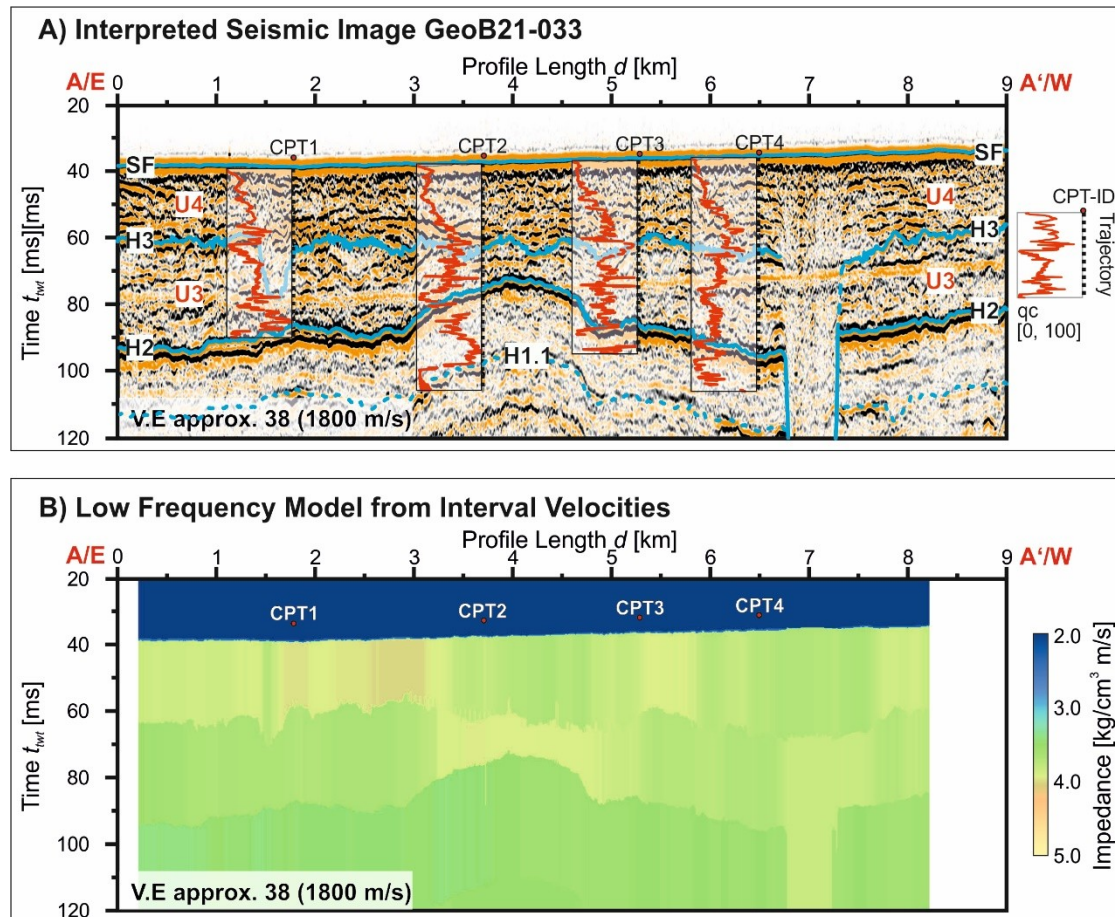 A) Interpreted Seismic Image GeoB21-033
Profile Length d [km]
A/E 0 1 2 3 4 5 6 7 8 9 A'/W
20
40
60
80
100
120
Time t_twt [ms][ms]
CPT1 CPT2 CPT3 CPT4
SF SF
U4 U4
H3 H3
U3 U3
H2 H2
H1.1
V.E approx. 38 (1800 m/s)
CPT-ID
Trajectory
qc
[0, 100]
B) Low Frequency Model from Interval Velocities
Profile Length d [km]
A/E 0 1 2 3 4 5 6 7 8 9 A'/W
20
40
60
80
100
120
Time t_twt [ms]
CPT1 CPT2 CPT3 CPT4
V.E approx. 38 (1800 m/s)
2.0
3.0
4.0
5.0
Impedance [kg/cm³ m/s]